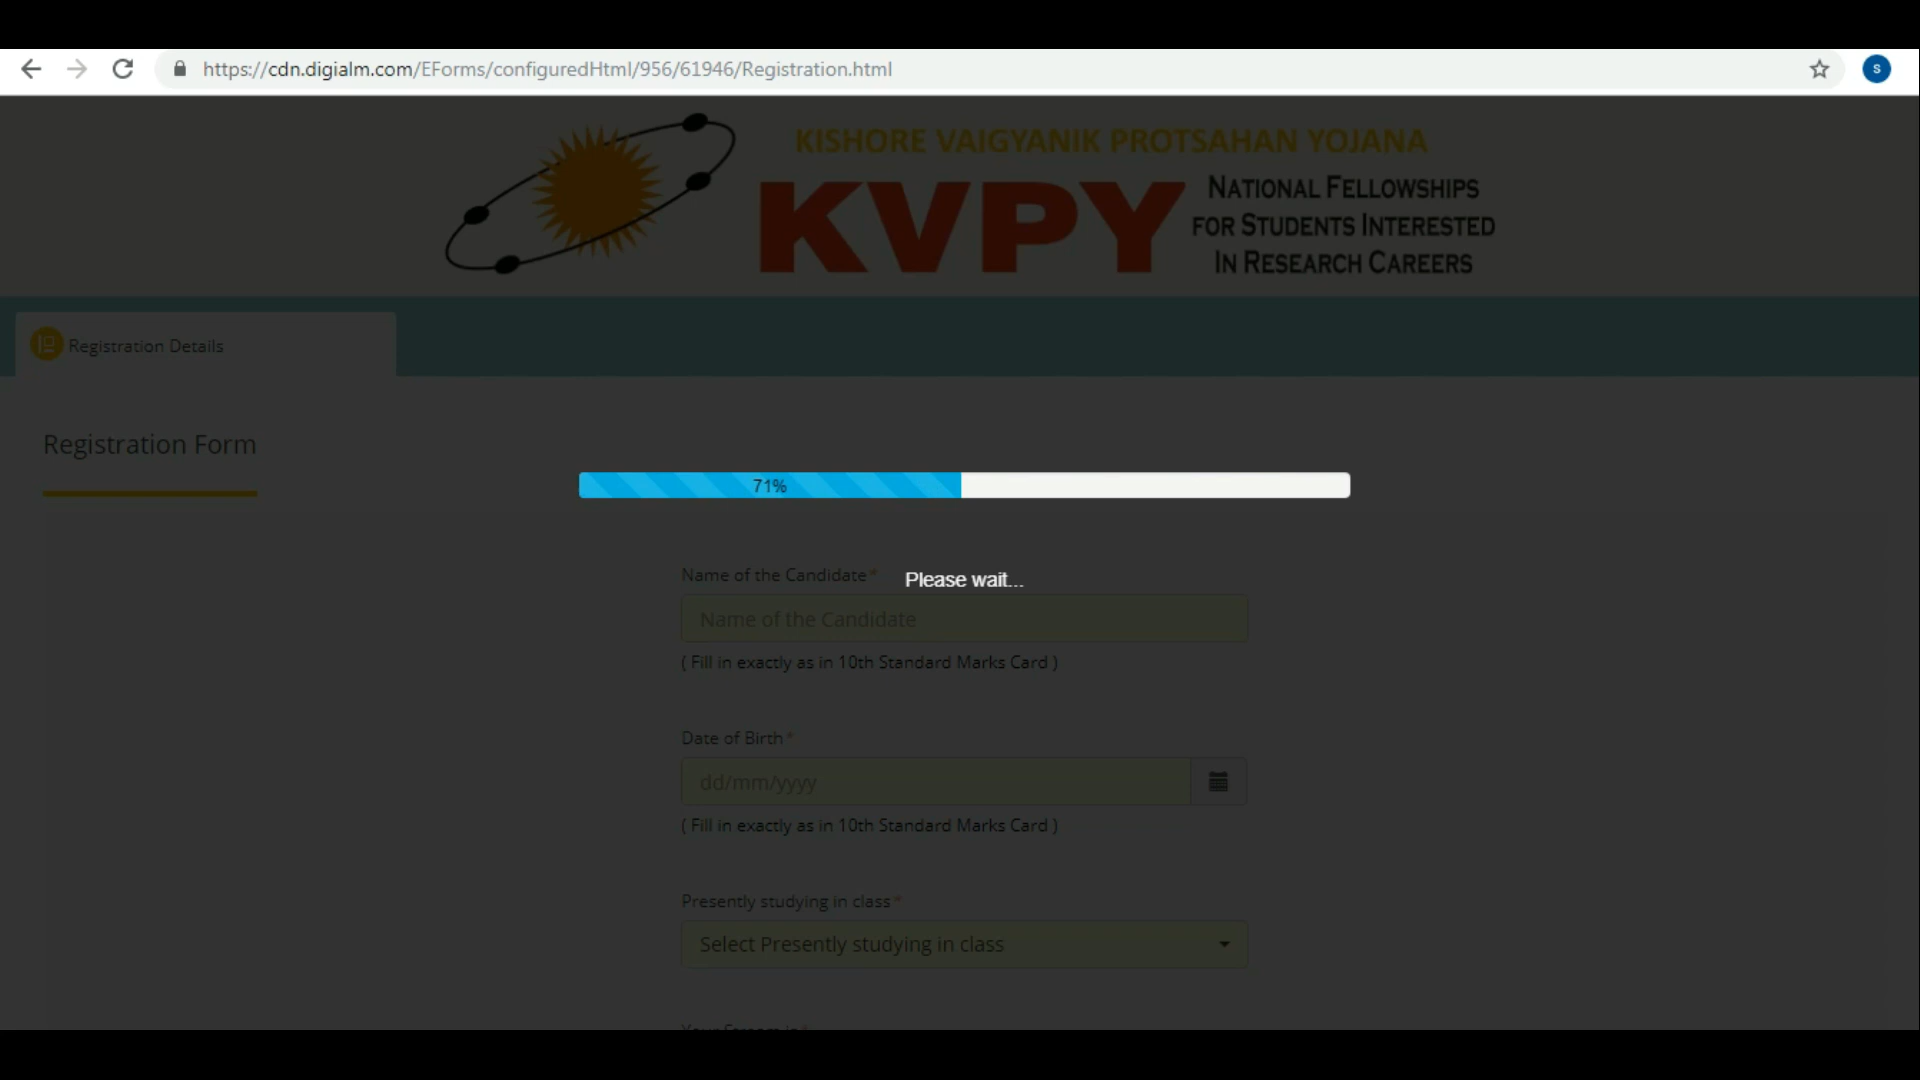 https://cdn.digialm.com/EForms/configuredHtml/956/61946/Registration.html
S
KISHORE VAIGYANIK PROTSAHAN YOJANA
KVPY
NATIONAL FELLOWSHIPS
FOR STUDENTS INTERESTED
IN RESEARCH CAREERS
Registration Details
Registration Form
71%
Please wait...
Name of the Candidate*
Name of the Candidate
( Fill in exactly as in 10th Standard Marks Card )
Date of Birth*
dd/mm/yyyy
( Fill in exactly as in 10th Standard Marks Card )
Presently studying in class*
Select Presently studying in class